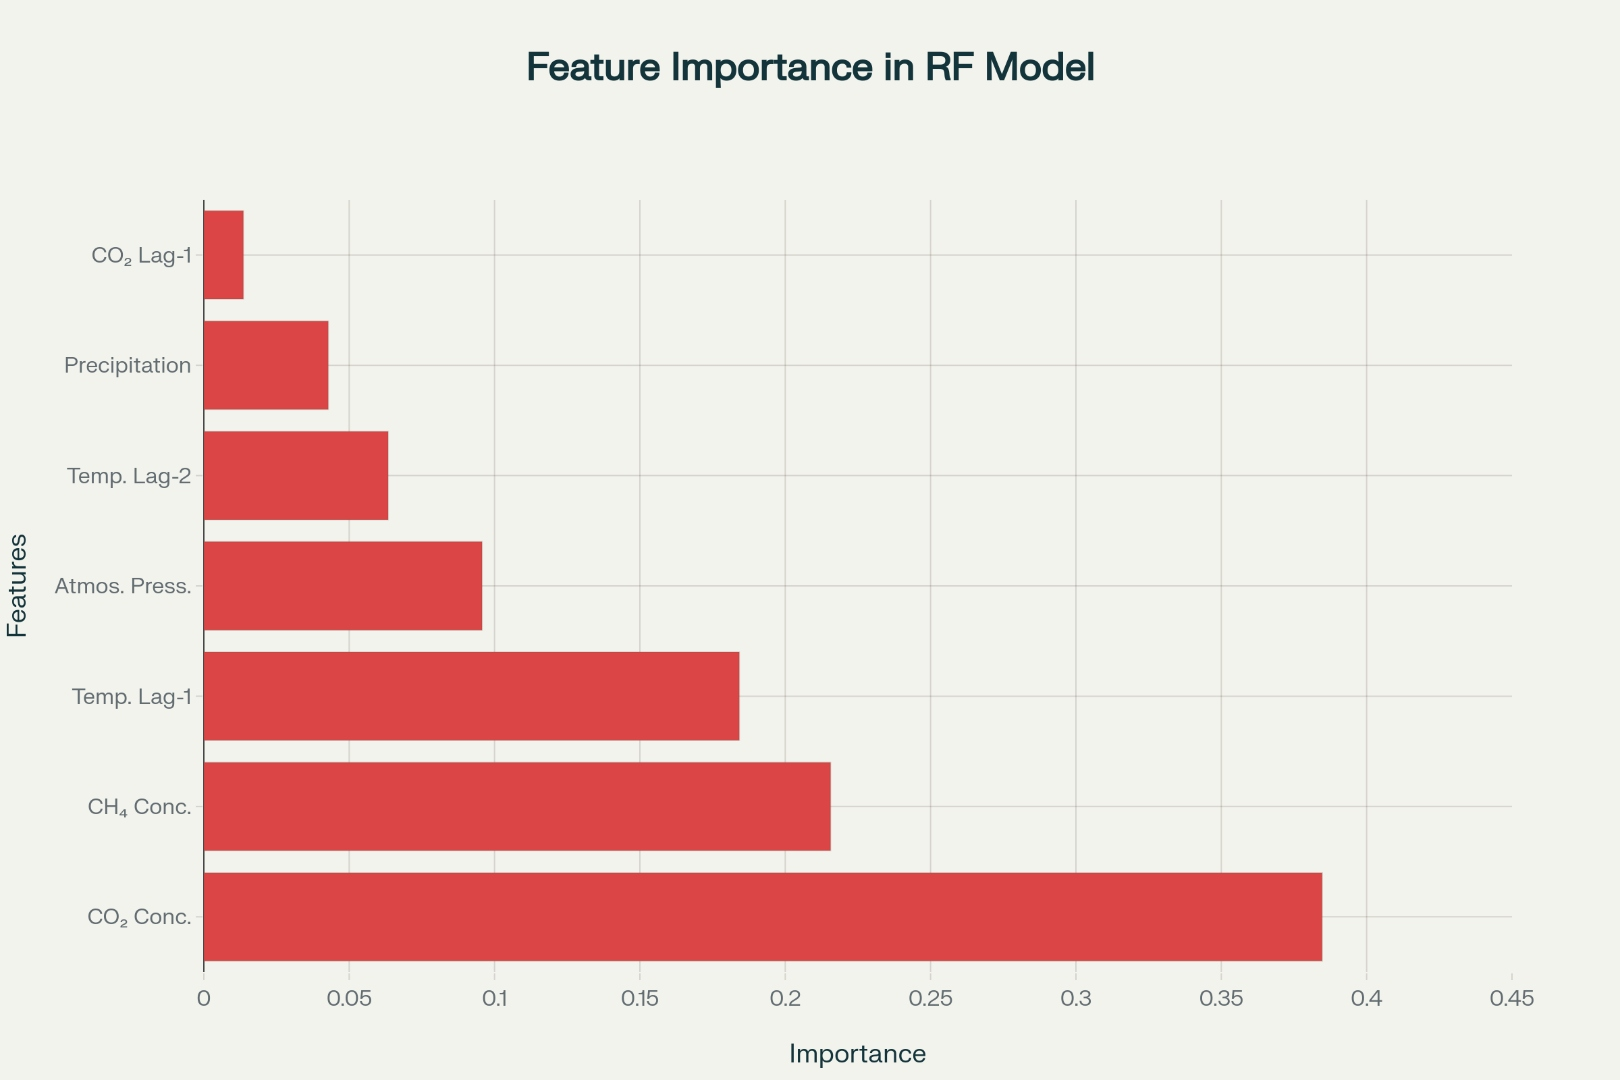 Feature Importance in RF Model
CO₂ Lag-1
Precipitation
Temp. Lag-2
Atmos. Press.
Temp. Lag-1
CH₄ Conc.
CO₂ Conc.
Features
0 0.05 0.1 0.15 0.2 0.25 0.3 0.35 0.4 0.45
Importance